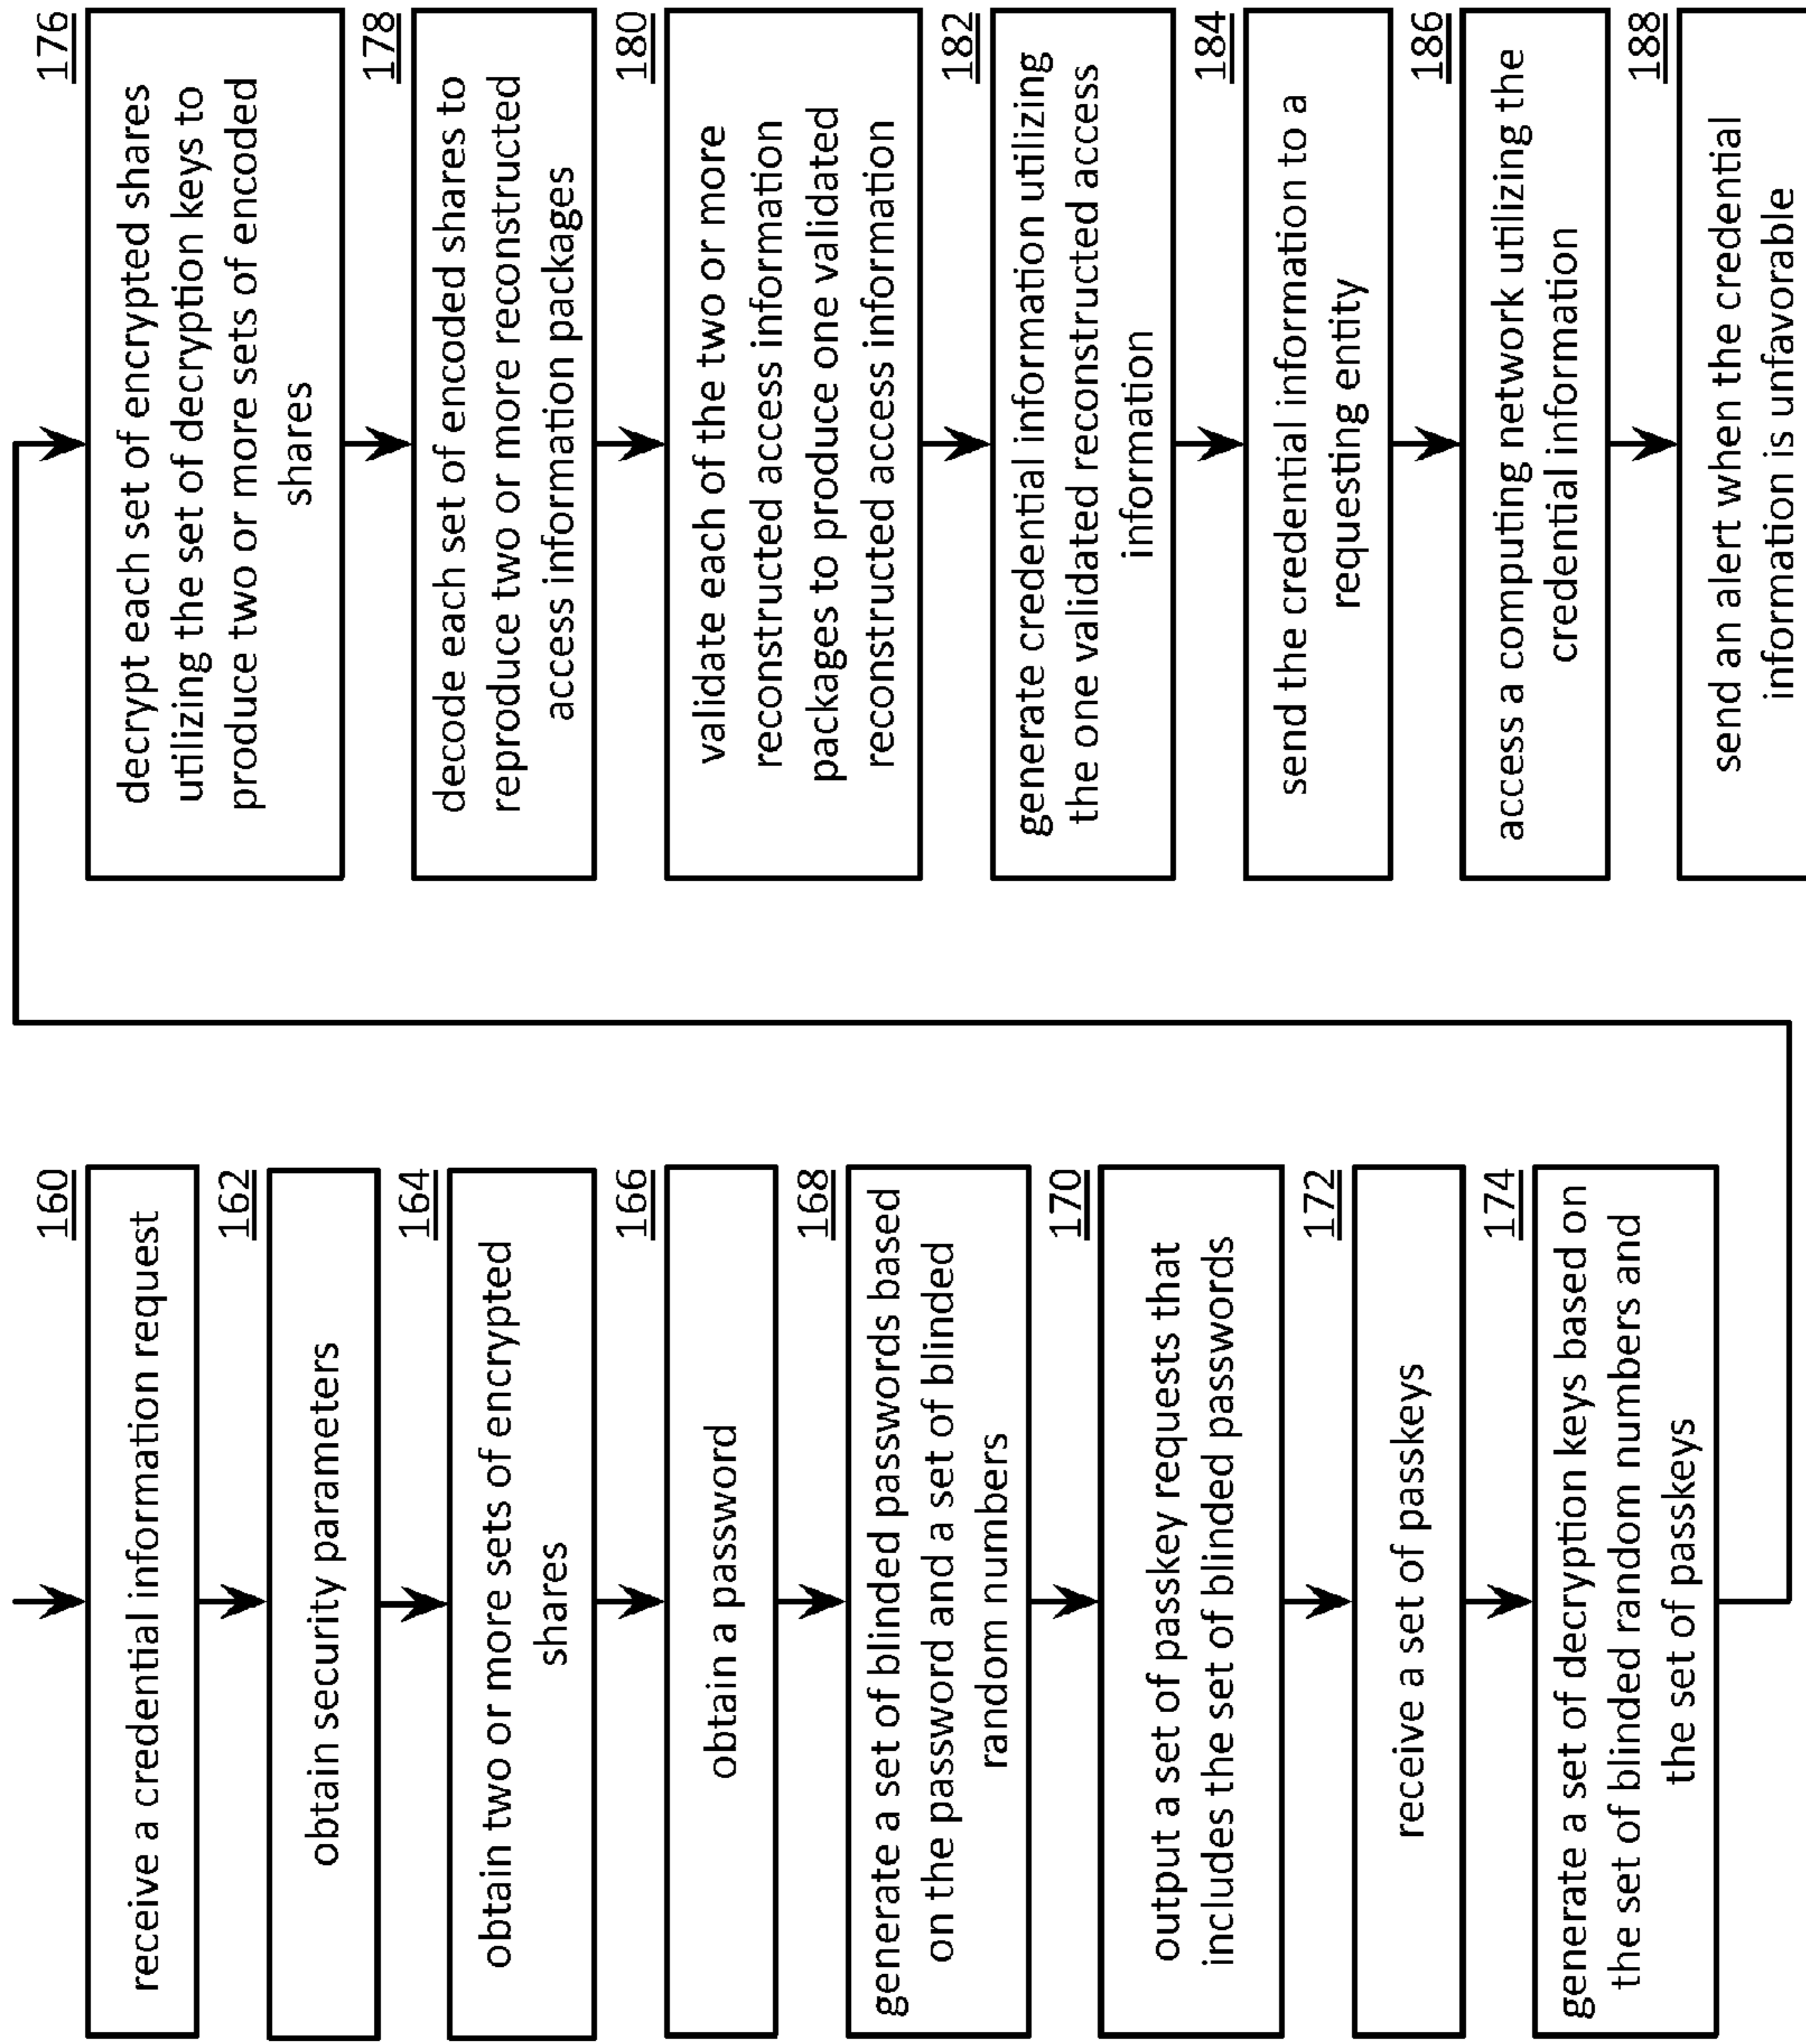 160
receive a credential information request
162
obtain security parameters
164
obtain two or more sets of encrypted
shares
166
obtain a password
168
generate a set of blinded passwords based
on the password and a set of blinded
random numbers
170
output a set of passkey requests that
includes the set of blinded passwords
172
receive a set of passkeys
174
generate a set of decryption keys based on
the set of blinded random numbers and
the set of passkeys
176
decrypt each set of encrypted shares
utilizing the set of decryption keys to
produce two or more sets of encoded
shares
178
decode each set of encoded shares to
reproduce two or more reconstructed
access information packages
180
validate each of the two or more
reconstructed access information
packages to produce one validated
reconstructed access information
182
generate credential information utilizing
the one validated reconstructed access
information
184
send the credential information to a
requesting entity
186
access a computing network utilizing the
credential information
188
send an alert when the credential
information is unfavorable